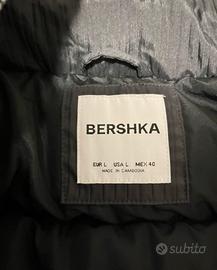 BERSHKA
EUR L USA L MEX 40
MADE IN CAMBODIA
subito